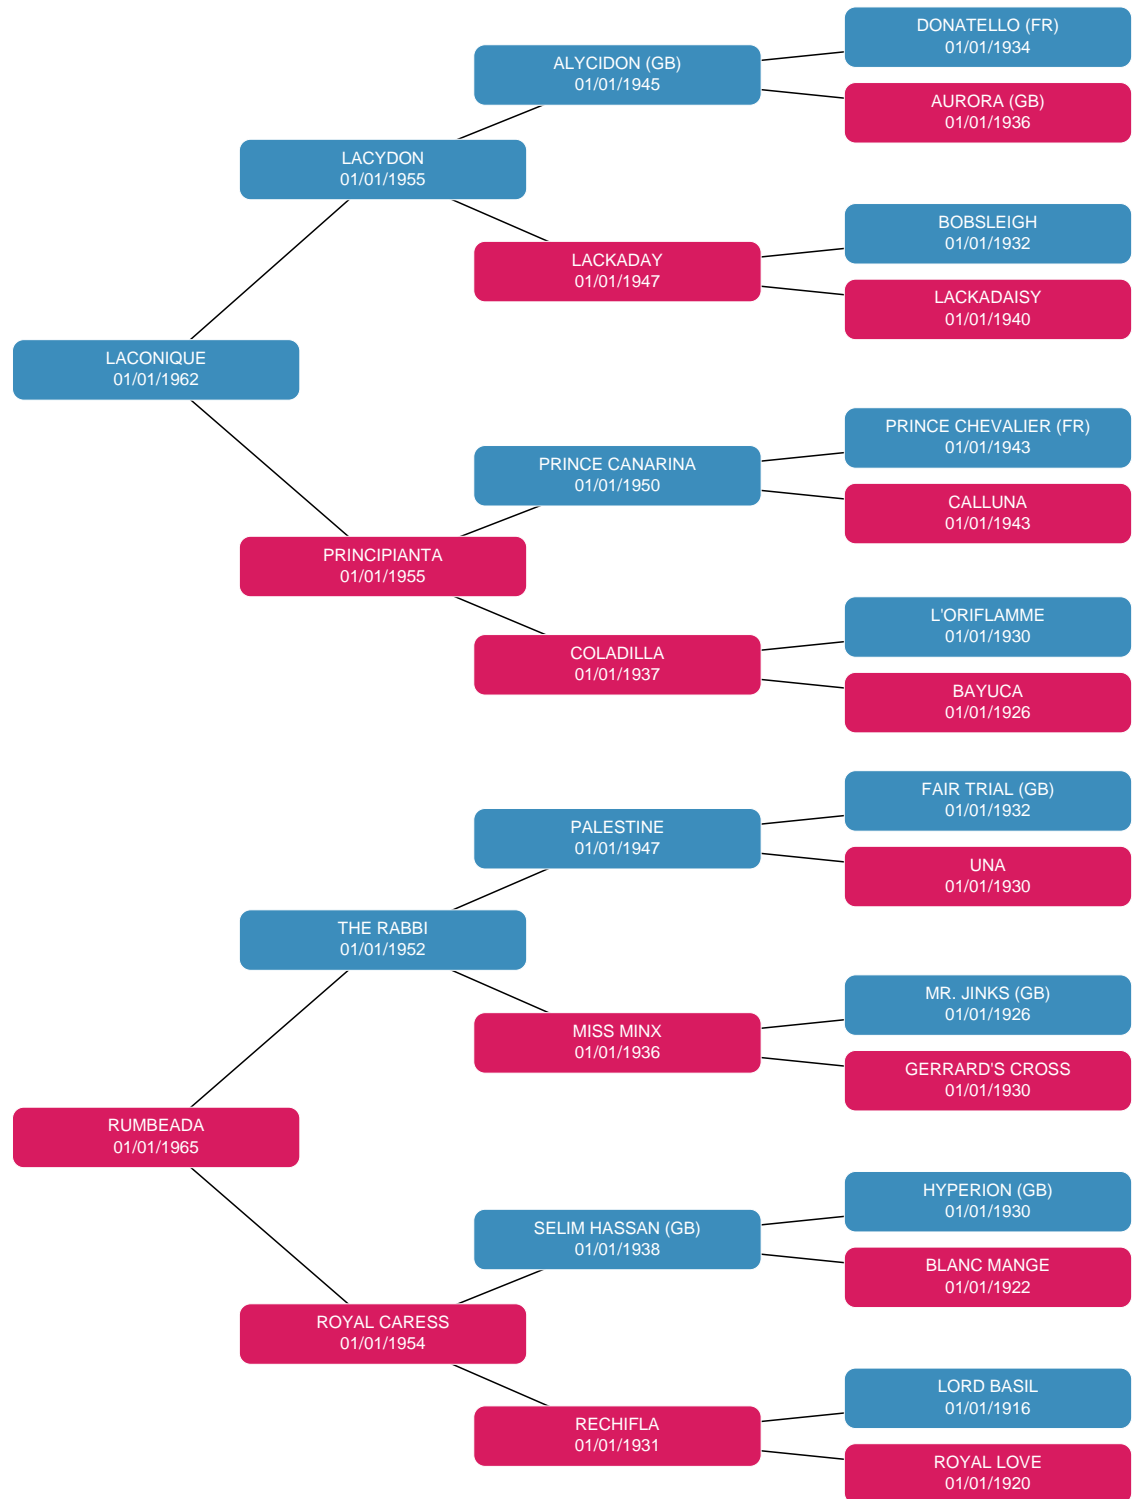 DONATELLO (FR)
01/01/1934
ALYCIDON (GB)
01/01/1945
AURORA (GB)
01/01/1936
LACYDON
01/01/1955
BOBSLEIGH
01/01/1932
LACKADAY
01/01/1947
LACKADAISY
01/01/1940
LACONIQUE
01/01/1962
PRINCE CHEVALIER (FR)
01/01/1943
PRINCE CANARINA
01/01/1950
CALLUNA
01/01/1943
PRINCIPIANTA
01/01/1955
L'ORIFLAMME
01/01/1930
COLADILLA
01/01/1937
BAYUCA
01/01/1926
FAIR TRIAL (GB)
01/01/1932
PALESTINE
01/01/1947
UNA
01/01/1930
THE RABBI
01/01/1952
MR. JINKS (GB)
01/01/1926
MISS MINX
01/01/1936
GERRARD'S CROSS
01/01/1930
RUMBEADA
01/01/1965
HYPERION (GB)
01/01/1930
SELIM HASSAN (GB)
01/01/1938
BLANC MANGE
01/01/1922
ROYAL CARESS
01/01/1954
LORD BASIL
01/01/1916
RECHIFLA
01/01/1931
ROYAL LOVE
01/01/1920